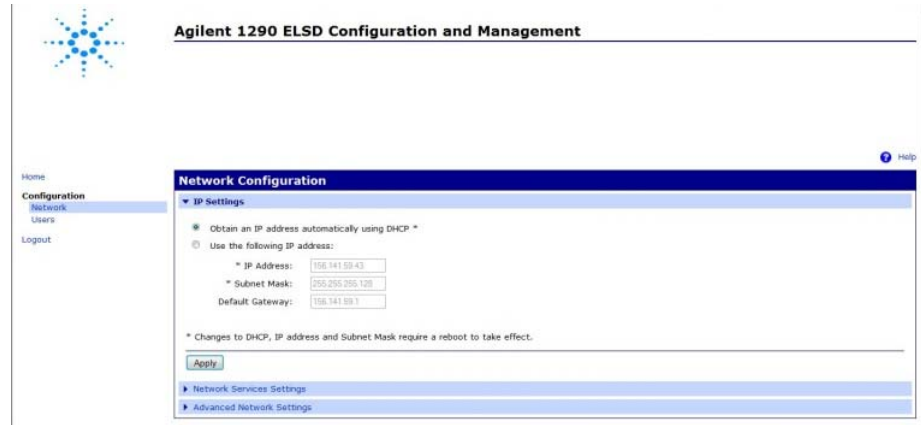 Agilent 1290 ELSD Configuration and Management
Help
Home
Configuration
Network
Users
Logout
Network Configuration
IP Settings
Obtain an IP address automatically using DHCP *
Use the following IP address:
* IP Address: 156.141.59.43
* Subnet Mask: 255.255.255.128
Default Gateway: 156.141.59.1
* Changes to DHCP, IP address and Subnet Mask require a reboot to take effect.
Apply
Network Services Settings
Advanced Network Settings